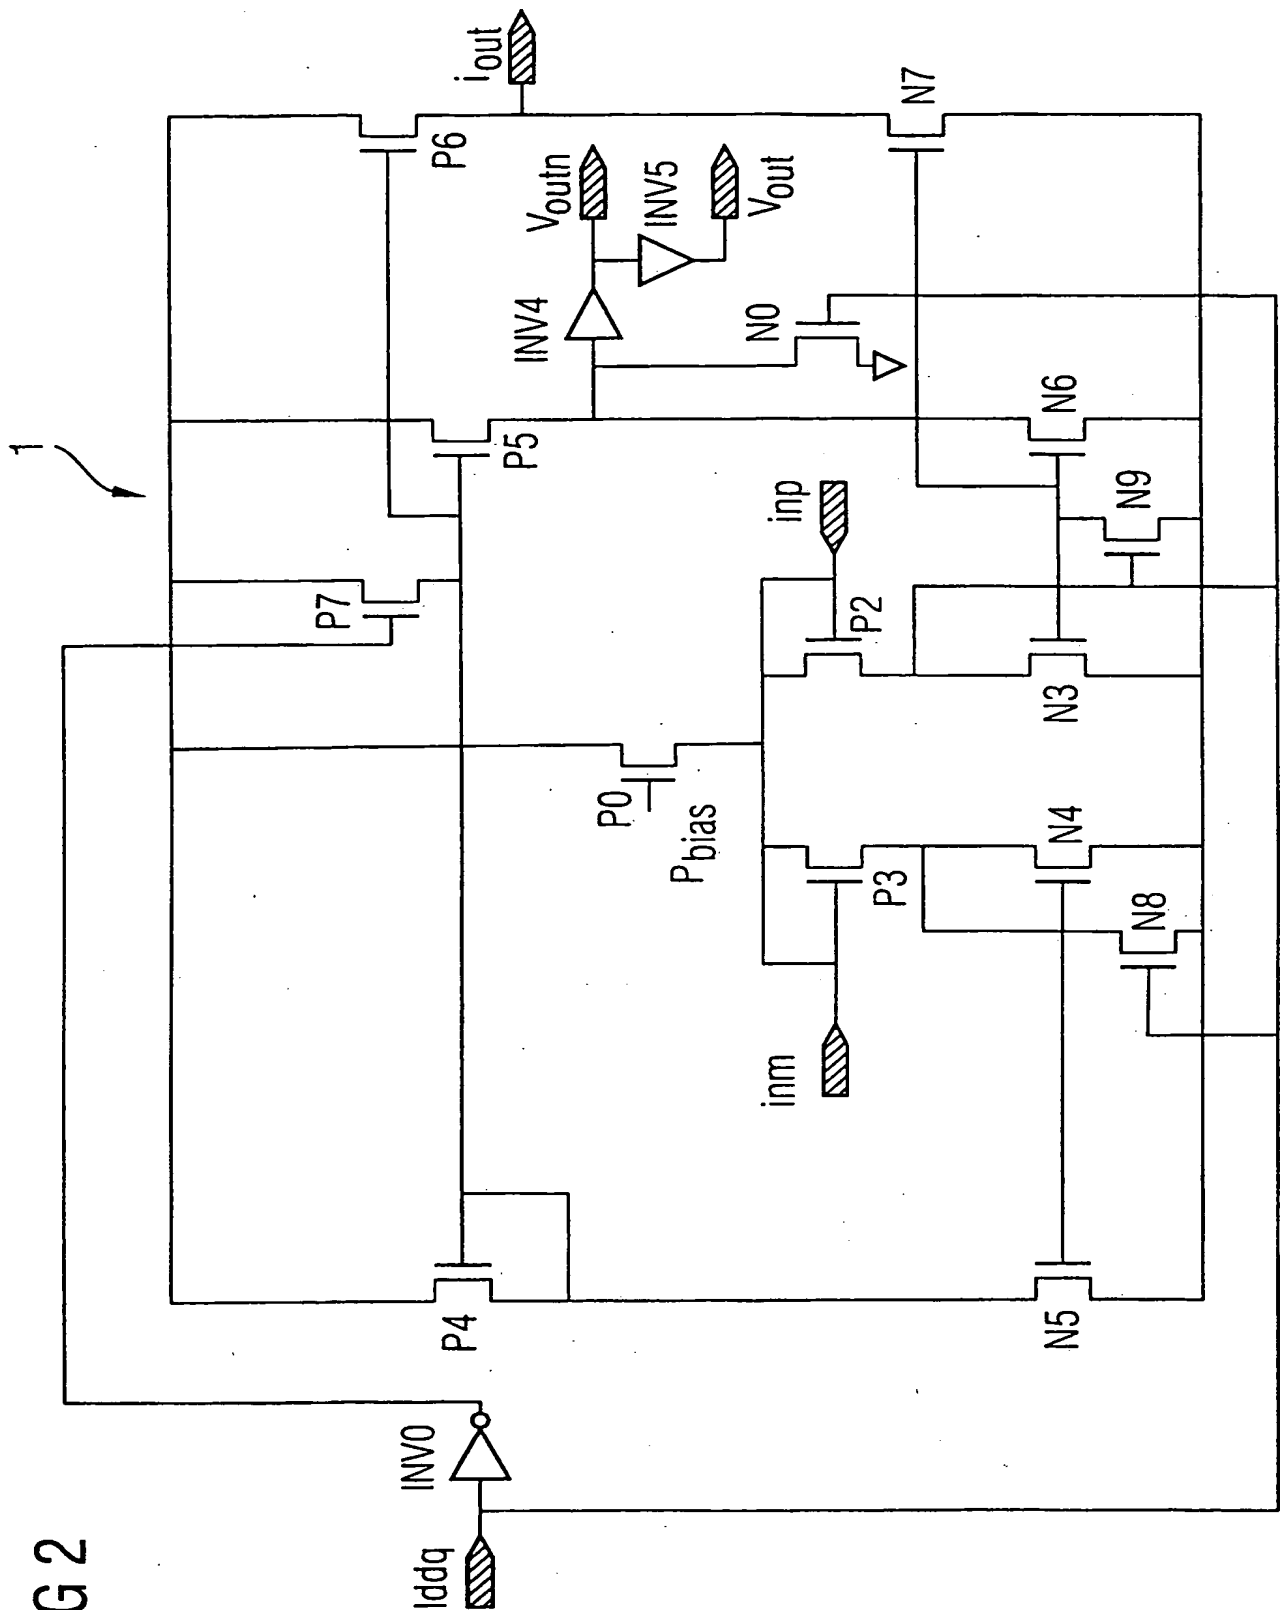 G 2
1
Iddq
INV0
P4
P7
P5
P6
iout
Voutn
INV4
INV5
Vout
N0
N7
P0
Pbias
inp
inm
P2
P3
N3
N4
N5
N6
N8
N9